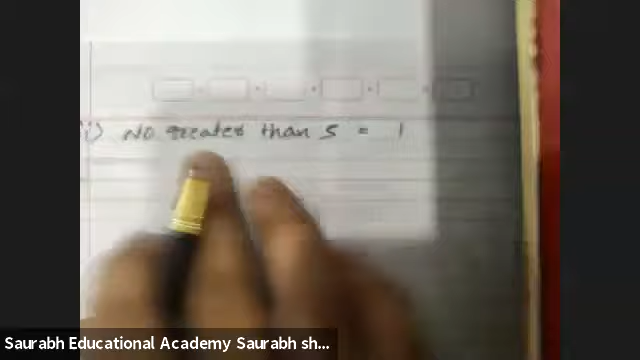 i) No greater than 5 = 1
Saurabh Educational Academy Saurabh sh...